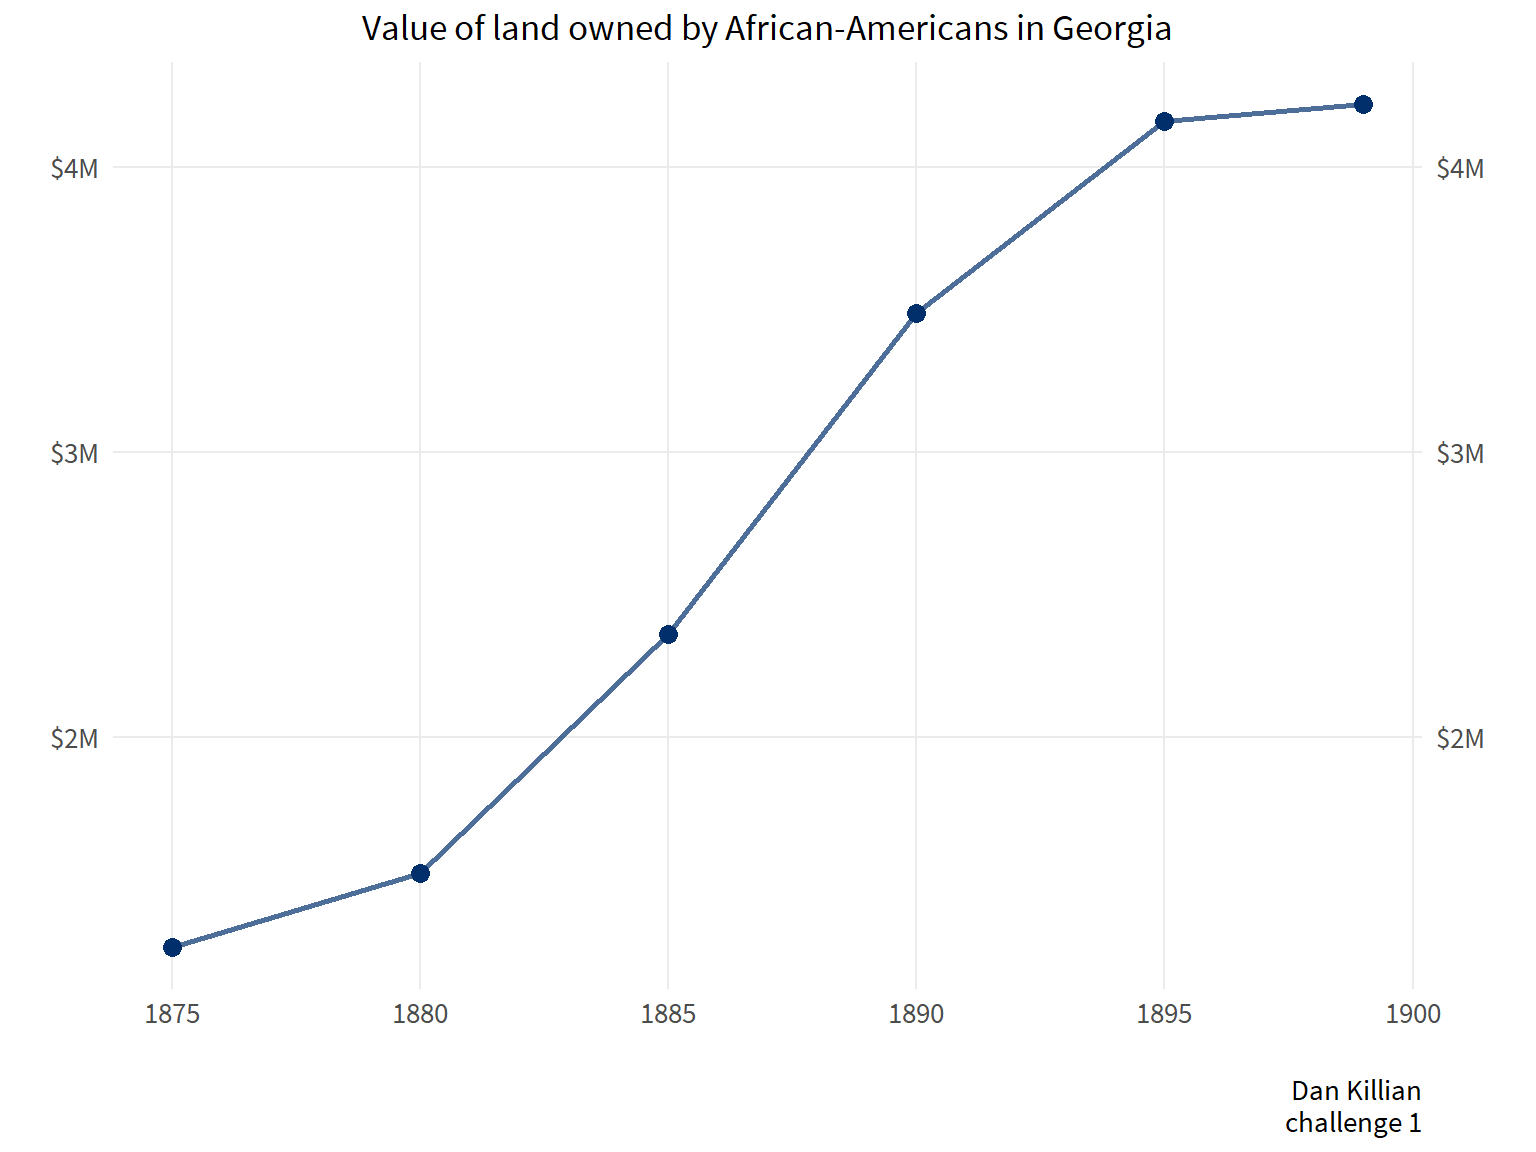 Value of land owned by African-Americans in Georgia
$4M $4M
$3M $3M
$2M $2M
1875 1880 1885 1890 1895 1900
Dan Killian
challenge 1